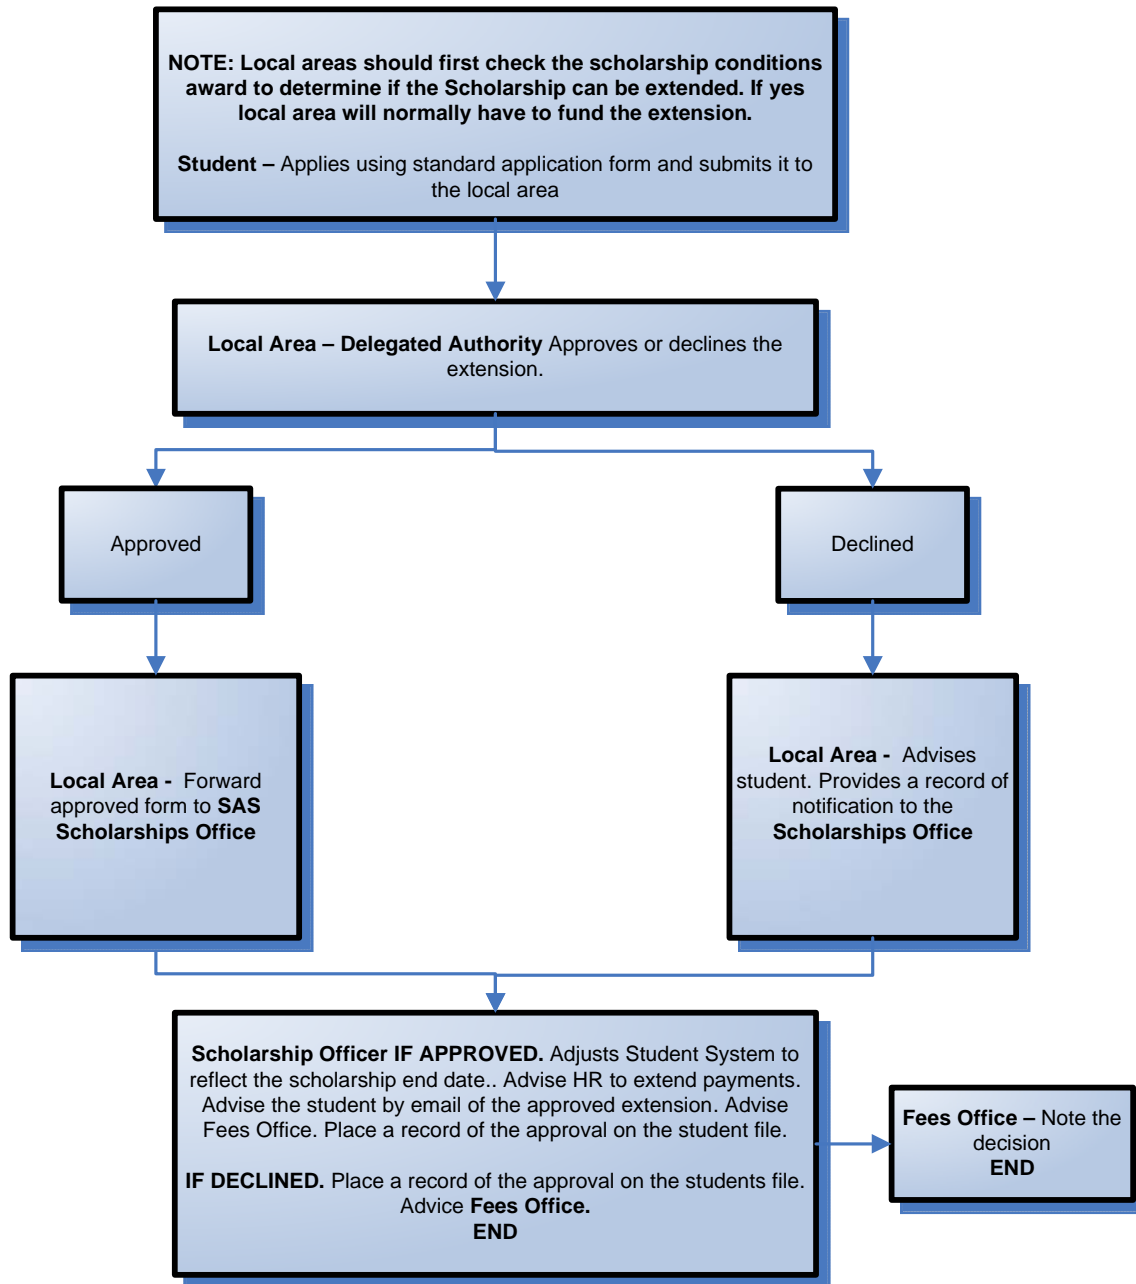 NOTE: Local areas should first check the scholarship conditions
award to determine if the Scholarship can be extended. If yes
local area will normally have to fund the extension.
Student – Applies using standard application form and submits it to
the local area
Local Area – Delegated Authority Approves or declines the
extension.
Approved
Declined
Local Area - Forward
approved form to SAS
Scholarships Office
Local Area - Advises
student. Provides a record of
notification to the
Scholarships Office
Scholarship Officer IF APPROVED. Adjusts Student System to
reflect the scholarship end date.. Advise HR to extend payments.
Advise the student by email of the approved extension. Advise
Fees Office. Place a record of the approval on the student file.
IF DECLINED. Place a record of the approval on the students file.
Advice Fees Office.
END
Fees Office – Note the
decision
END